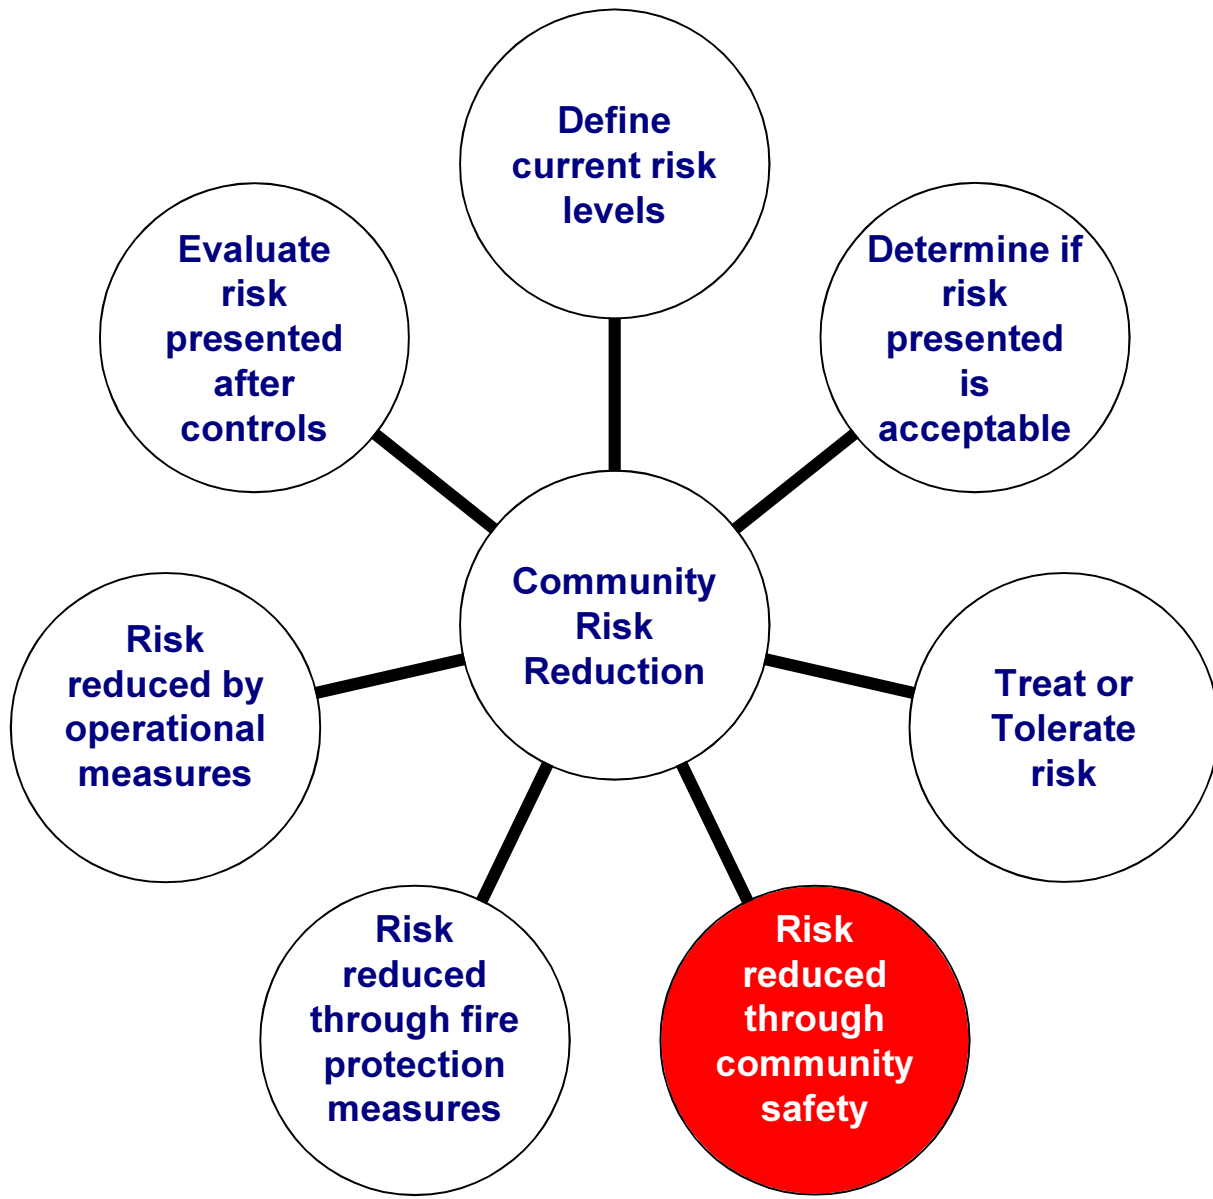 Define
current risk
levels
Determine if
risk
presented
is
acceptable
Treat or
Tolerate
risk
Risk
reduced
through
community
safety
Risk
reduced
through fire
protection
measures
Risk
reduced by
operational
measures
Evaluate
risk
presented
after
controls
Community
Risk
Reduction